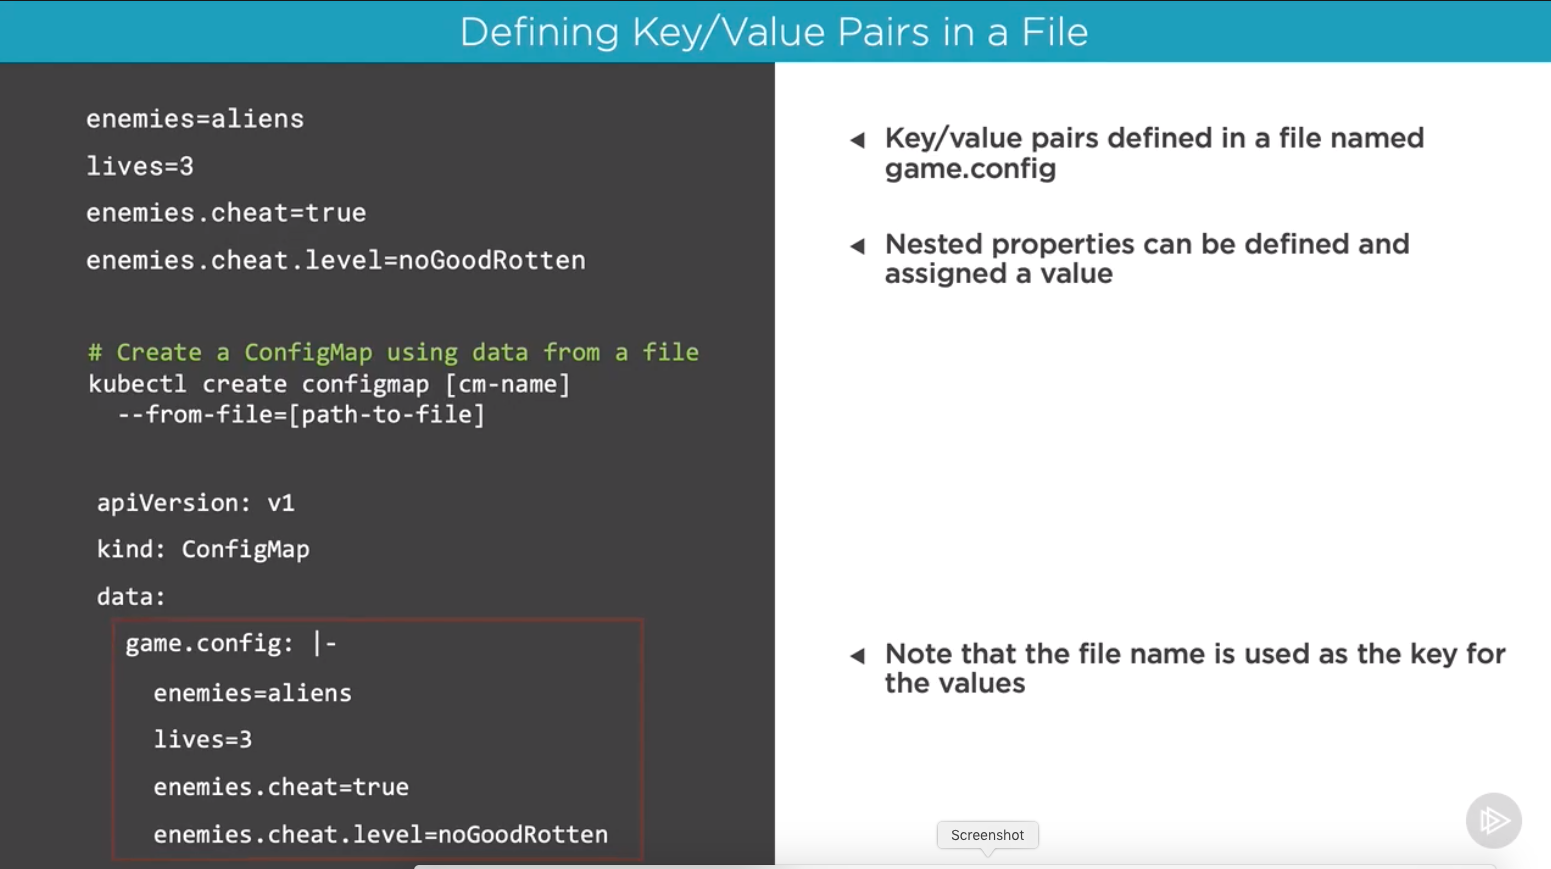 Defining Key/Value Pairs in a File
enemies=aliens
lives=3
enemies.cheat=true
enemies.cheat.level=noGoodRotten
# Create a ConfigMap using data from a file
kubectl create configmap [cm-name]
--from-file=[path-to-file]
apiVersion: v1
kind: ConfigMap
data:
game.config: |-
enemies=aliens
lives=3
enemies.cheat=true
enemies.cheat.level=noGoodRotten
Key/value pairs defined in a file named
game.config
Nested properties can be defined and
assigned a value
Note that the file name is used as the key for
the values
Screenshot